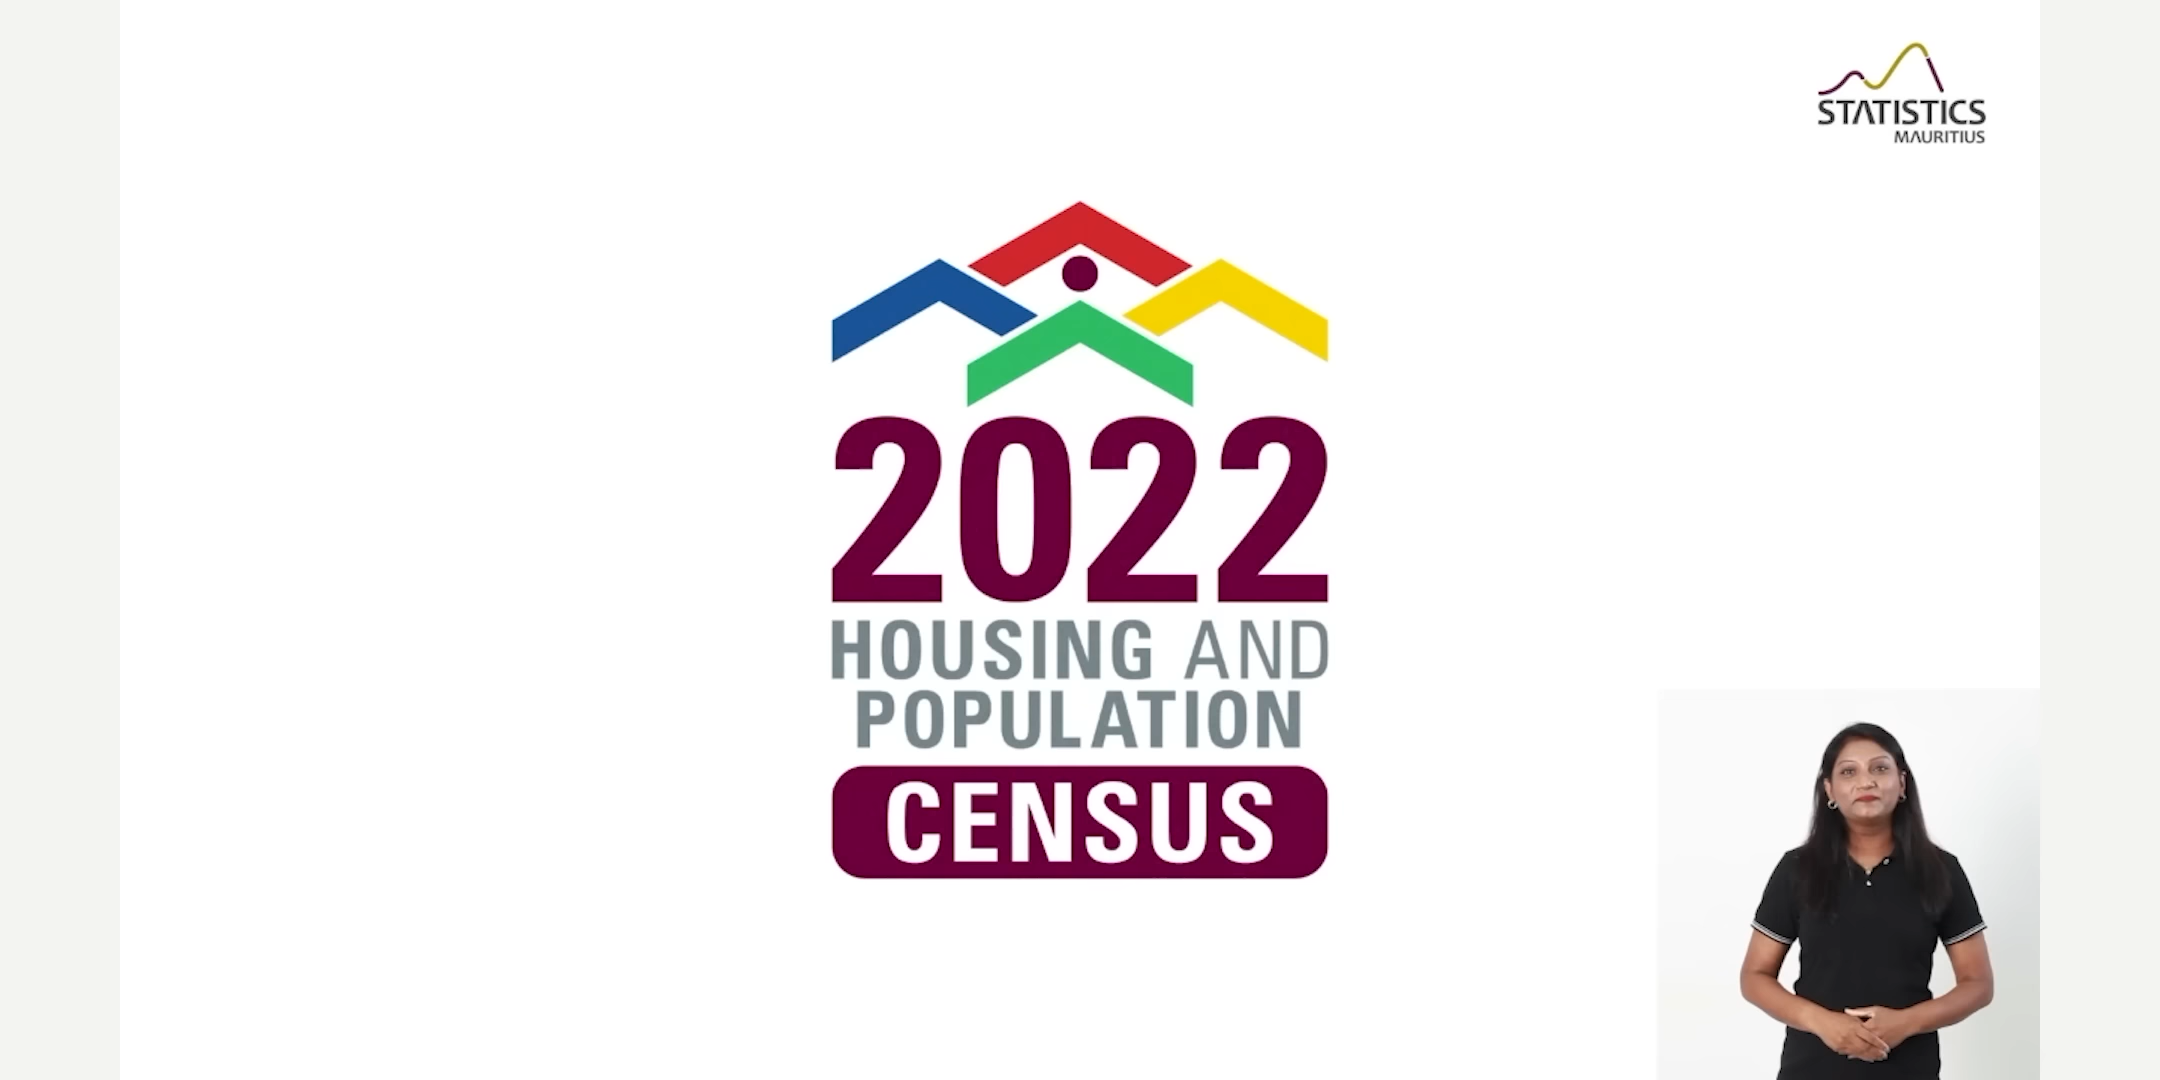 STATISTICS
MAURITIUS
2022
HOUSING AND
POPULATION
CENSUS